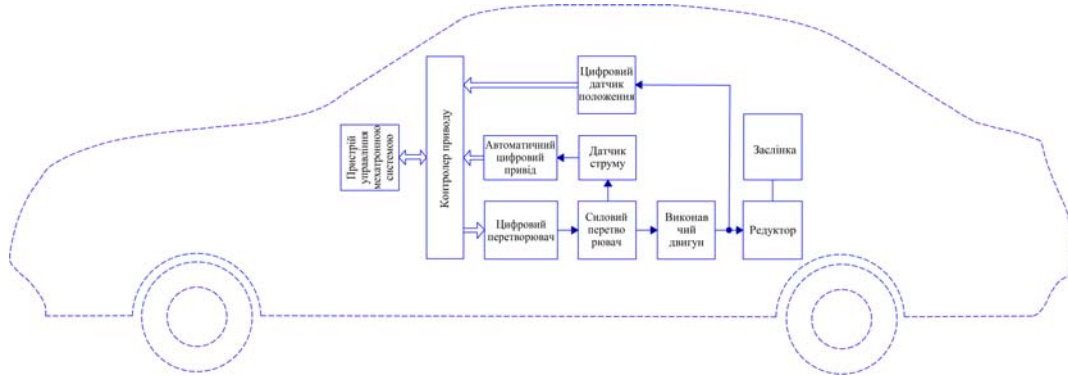 Пристрій
управління
мехатронною
системою
Контролер приводу
Цифровий
датчик
положення
Автоматичний
цифровий
привід
Датчик
струму
Заслінка
Цифровий
перетворювач
Силовий
перетво
рювач
Виконав
чий
двигун
Редуктор